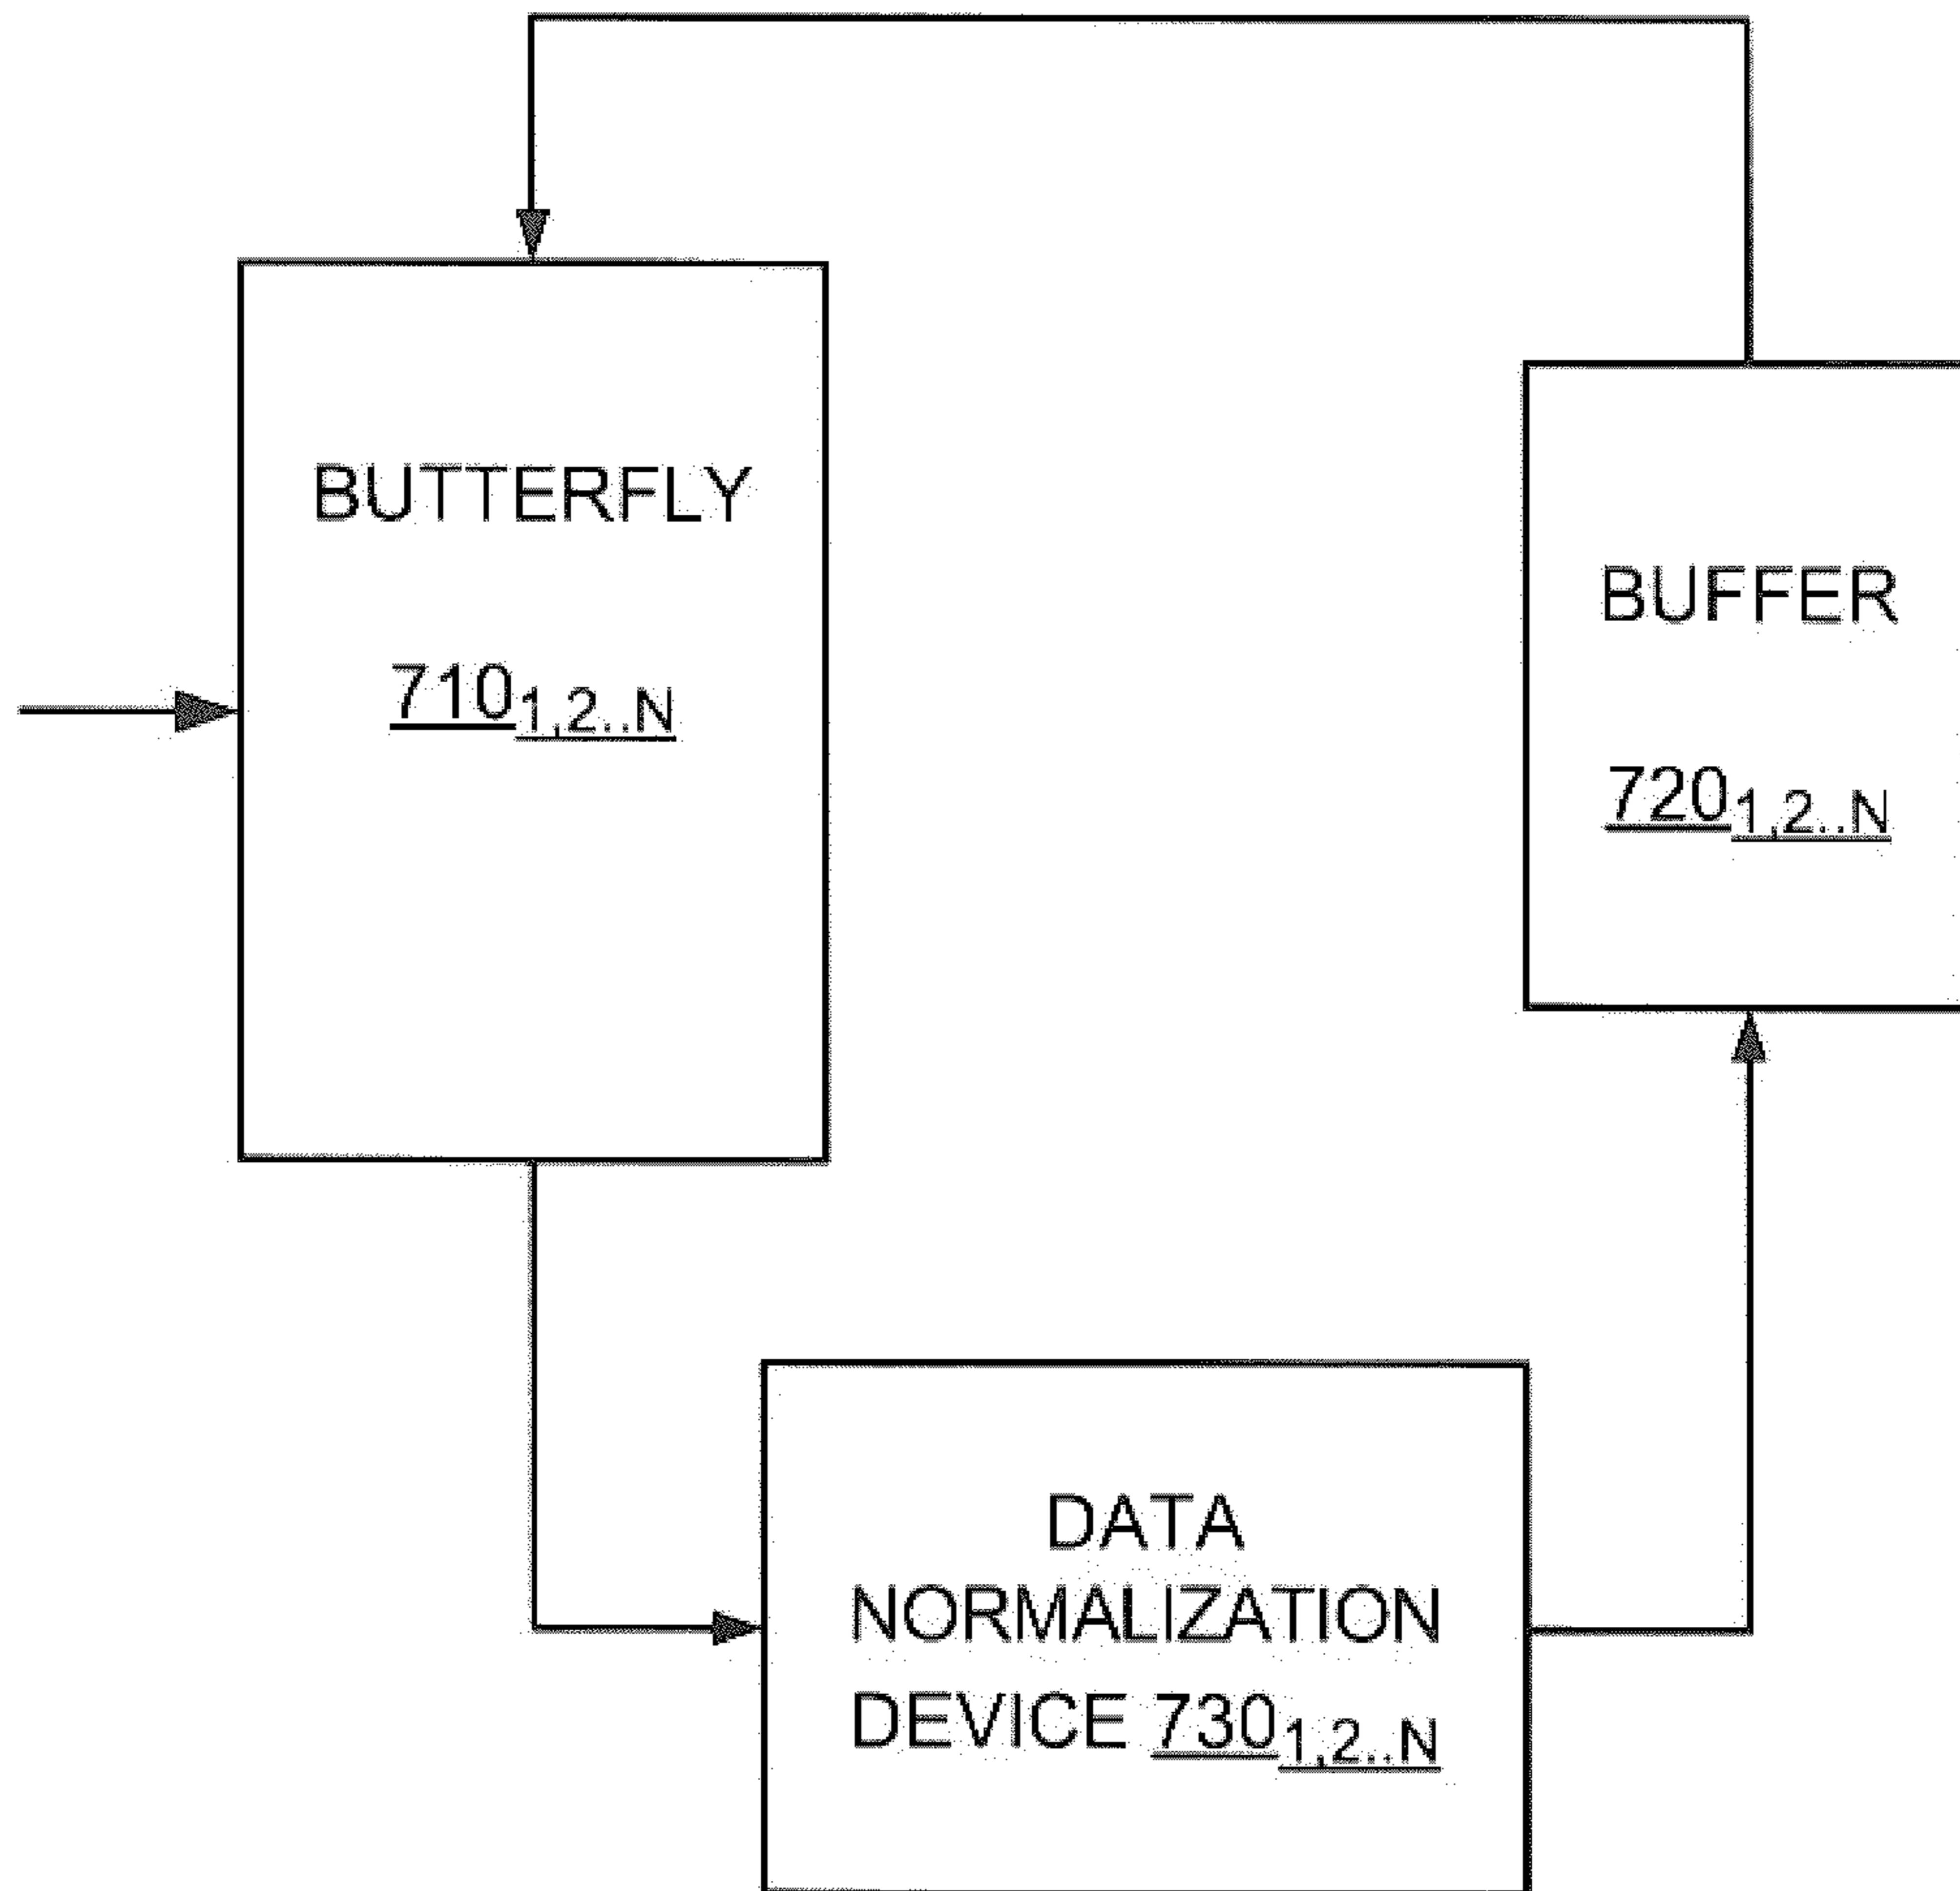 BUTTERFLY
710₁,₂..N
BUFFER
720₁,₂..N
DATA
NORMALIZATION
DEVICE 730₁,₂..N